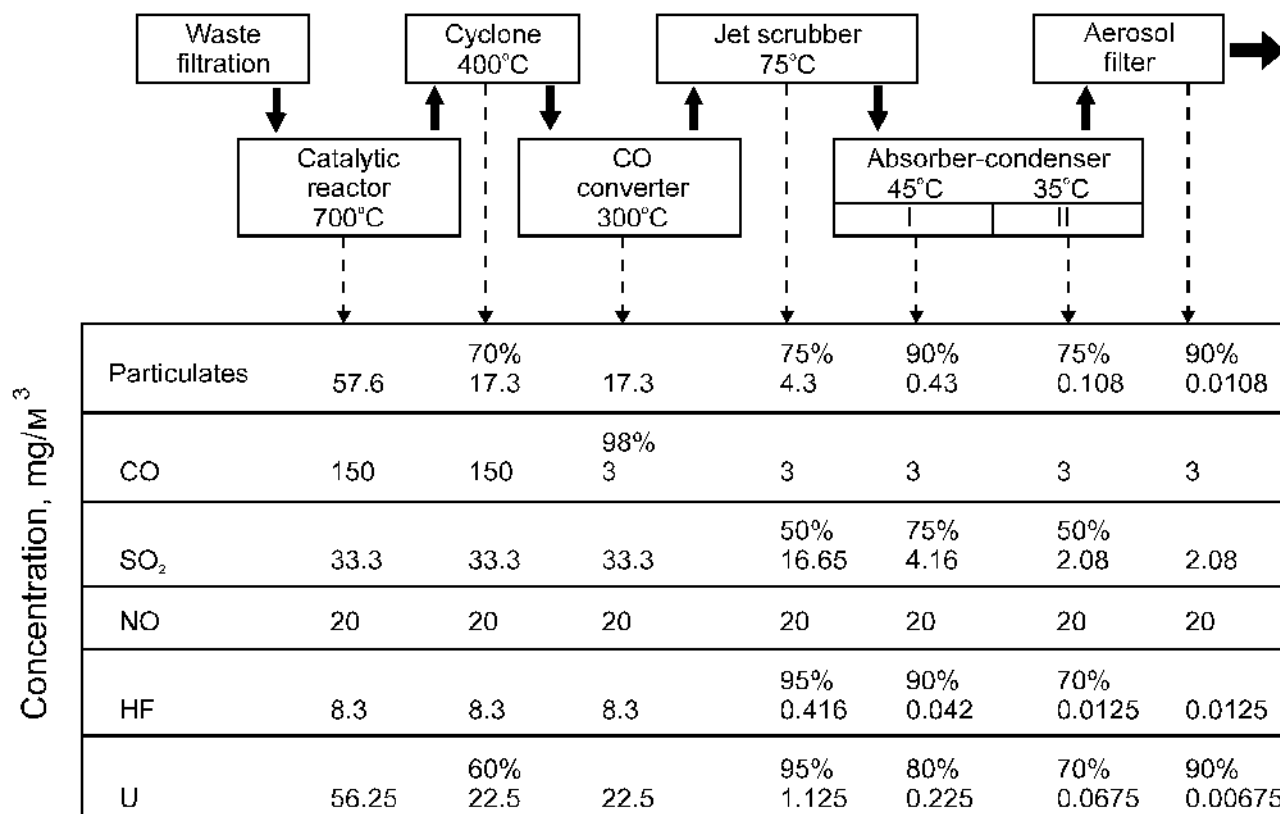 Waste
filtration
Cyclone
400°C
Jet scrubber
75°C
Aerosol
filter
Catalytic
reactor
700°C
CO
converter
300°C
Absorber-condenser
45°C 35°C
I II
Concentration, mg/м³
70% 75% 90% 75% 90%
Particulates 57.6 17.3 17.3 4.3 0.43 0.108 0.0108
98%
CO 150 150 3 3 3 3 3
50% 75% 50%
SO₂ 33.3 33.3 33.3 16.65 4.16 2.08 2.08
NO 20 20 20 20 20 20 20
95% 90% 70%
HF 8.3 8.3 8.3 0.416 0.042 0.0125 0.0125
60% 95% 80% 70% 90%
U 56.25 22.5 22.5 1.125 0.225 0.0675 0.00675